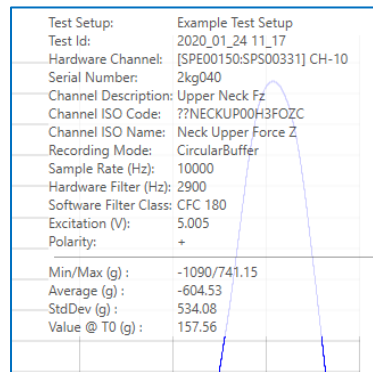 Test Setup: Example Test Setup
Test Id: 2020_01_24 11_17
Hardware Channel: [SPE00150:SPS00331] CH-10
Serial Number: 2kg040
Channel Description: Upper Neck Fz
Channel ISO Code: ??NECKUP00H3FOZC
Channel ISO Name: Neck Upper Force Z
Recording Mode: CircularBuffer
Sample Rate (Hz): 10000
Hardware Filter (Hz): 2900
Software Filter Class: CFC 180
Excitation (V): 5.005
Polarity: +
Min/Max (g) : -1090/741.15
Average (g) : -604.53
StdDev (g) : 534.08
Value @ T0 (g) : 157.56